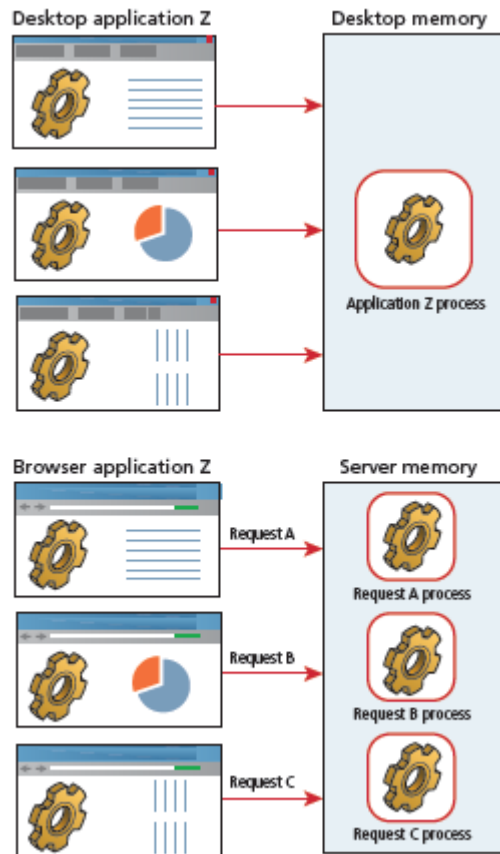 Desktop application Z
Desktop memory
Application Z process
Browser application Z
Server memory
Request A
Request A process
Request B
Request B process
Request C
Request C process